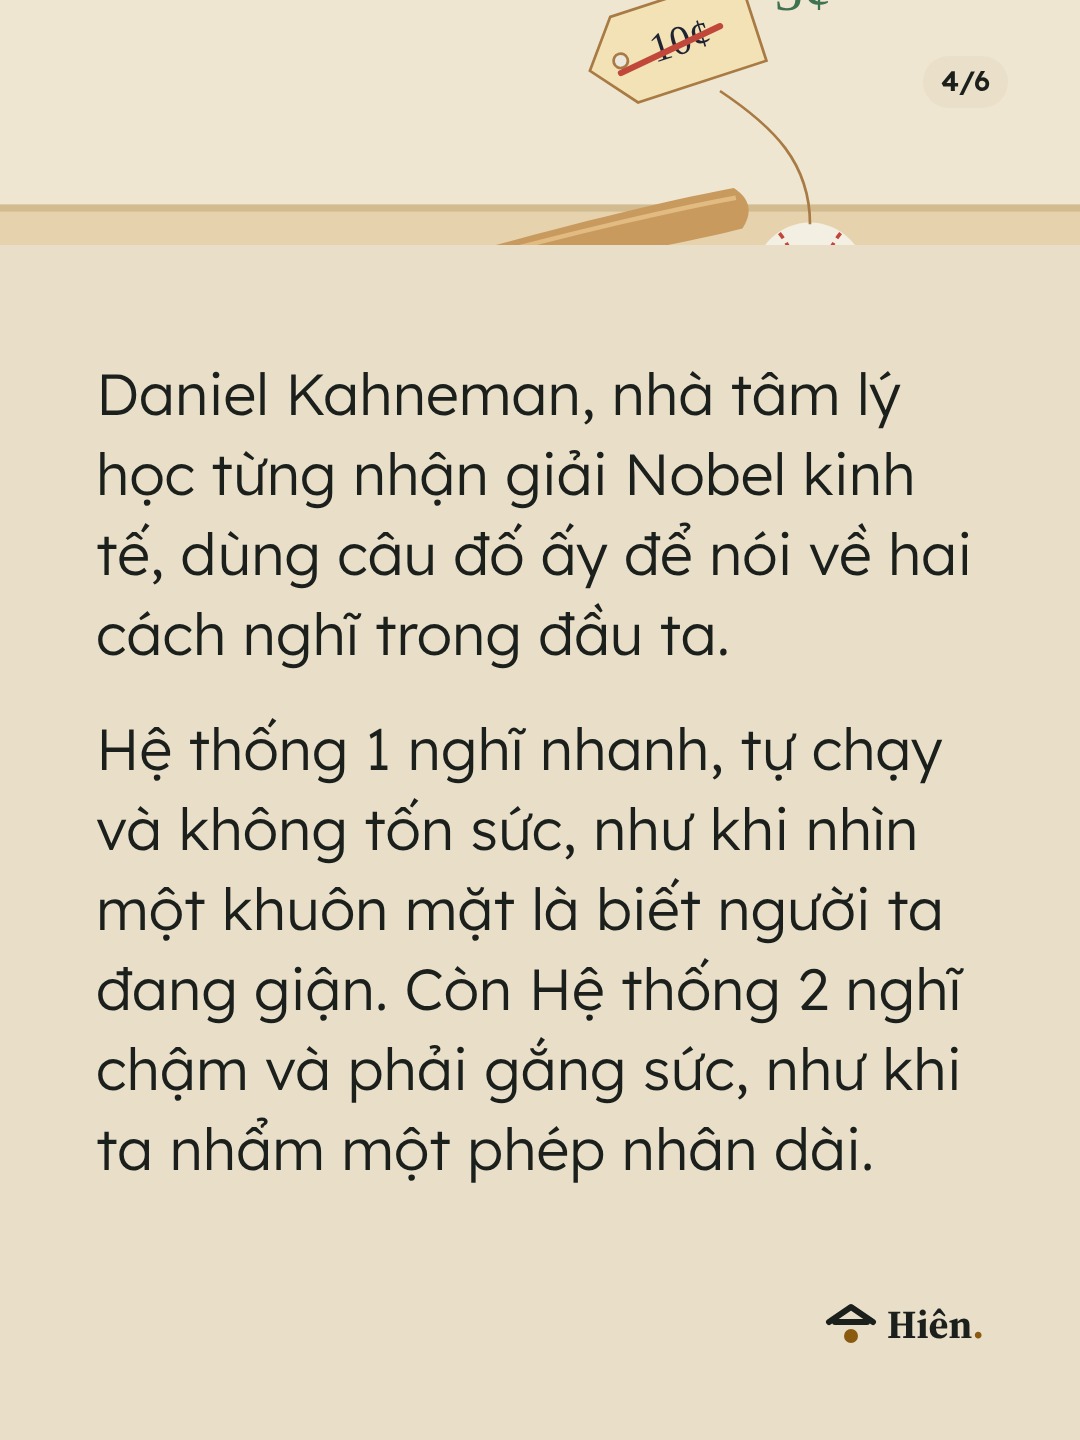 10¢
4/6
Daniel Kahneman, nhà tâm lý
học từng nhận giải Nobel kinh
tế, dùng câu đố ấy để nói về hai
cách nghĩ trong đầu ta.
Hệ thống 1 nghĩ nhanh, tự chạy
và không tốn sức, như khi nhìn
một khuôn mặt là biết người ta
đang giận. Còn Hệ thống 2 nghĩ
chậm và phải gắng sức, như khi
ta nhẩm một phép nhân dài.
Hiên.